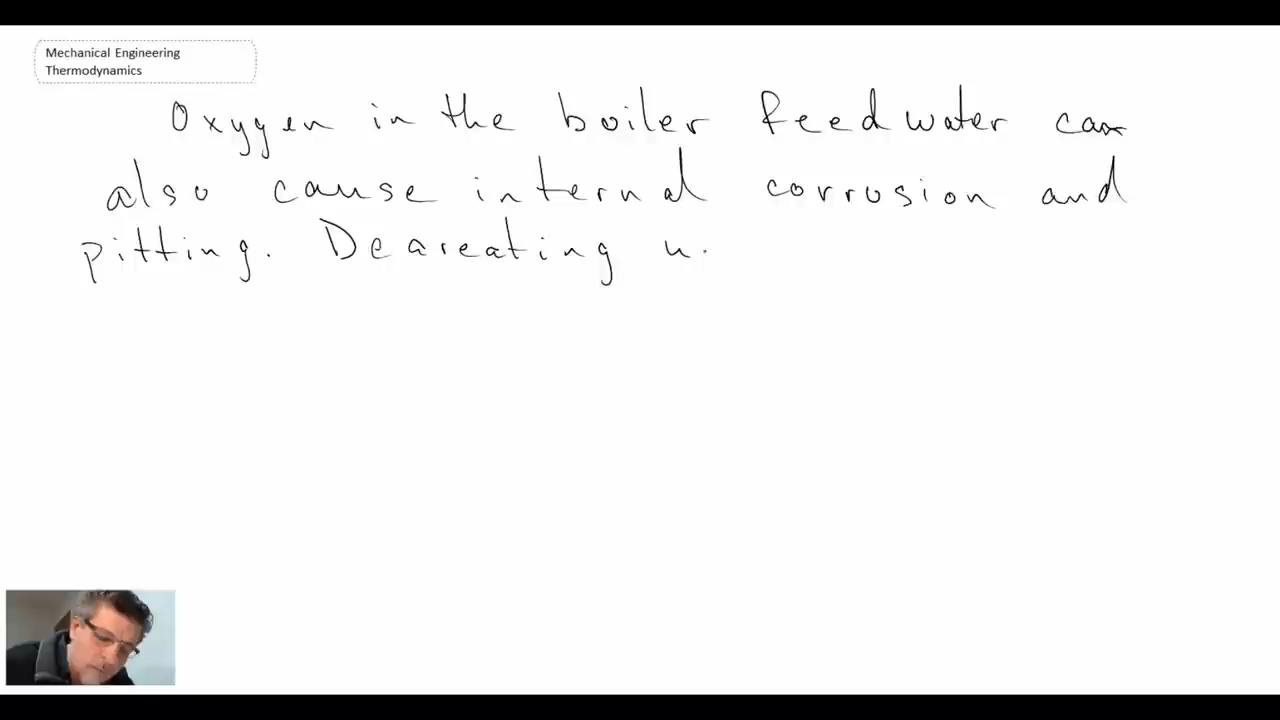 Mechanical Engineering
Thermodynamics
Oxygen in the boiler feedwater can
also cause internal corrosion and
pitting. Deareating